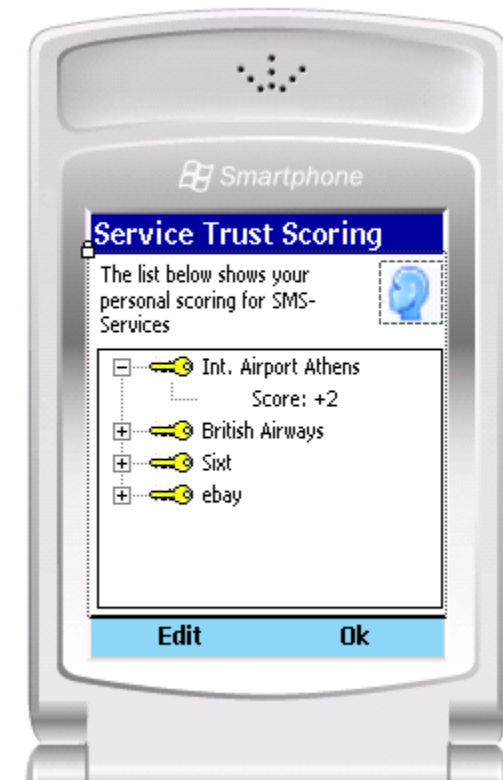 Smartphone
Service Trust Scoring
The list below shows your
personal scoring for SMS-
Services
Int. Airport Athens
Score: +2
British Airways
Sixt
ebay
Edit Ok